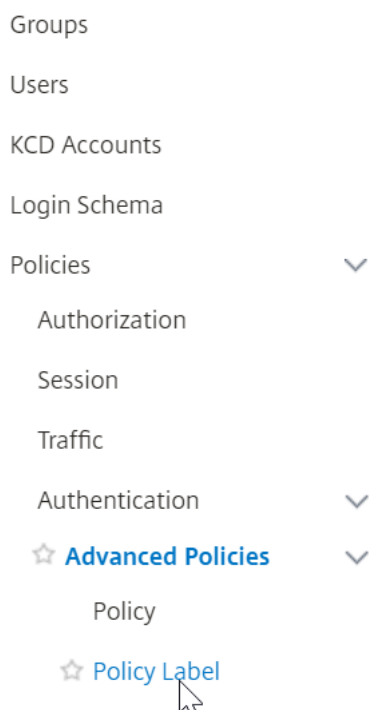 Groups
Users
KCD Accounts
Login Schema
Policies
Authorization
Session
Traffic
Authentication
Advanced Policies
Policy
Policy Label